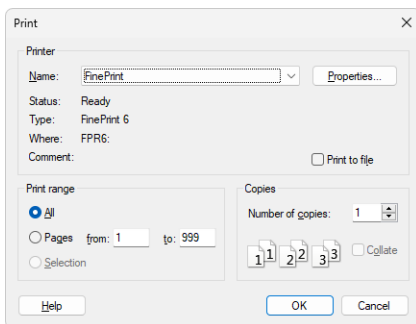 Print
Printer
Name: FinePrint Properties...
Status: Ready
Type: FinePrint 6
Where: FPR6:
Comment: Print to file
Print range
All
Pages from: 1 to: 999
Selection
Copies
Number of copies: 1
1 1 2 2 3 3 Collate
Help OK Cancel